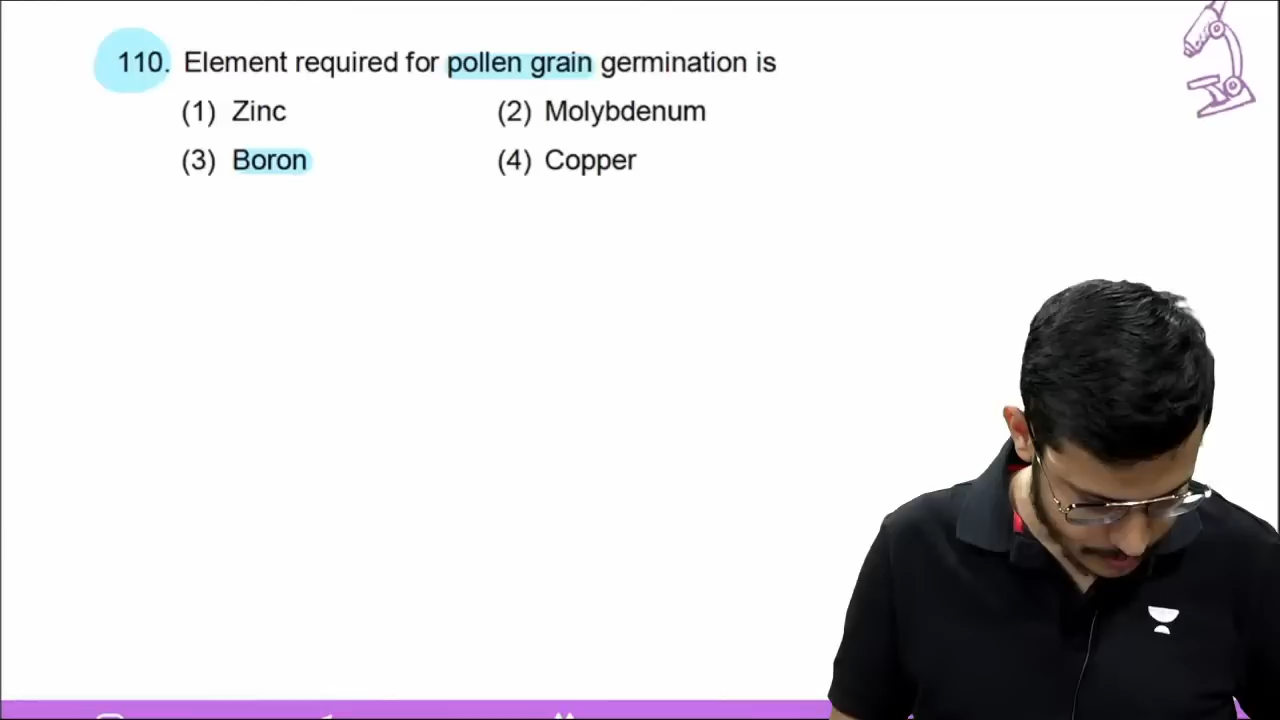 110. Element required for pollen grain germination is
(1) Zinc (2) Molybdenum
(3) Boron (4) Copper